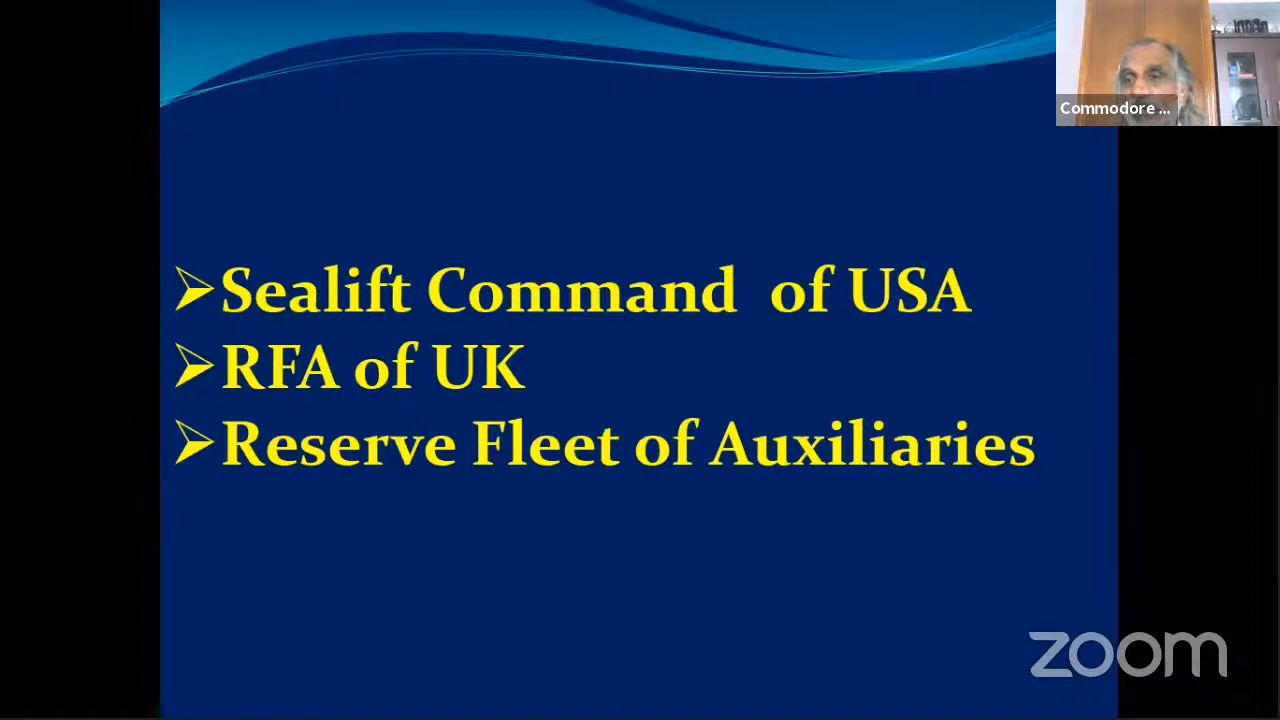 Commodore ...
➢Sealift Command of USA
➢RFA of UK
➢Reserve Fleet of Auxiliaries
zoom